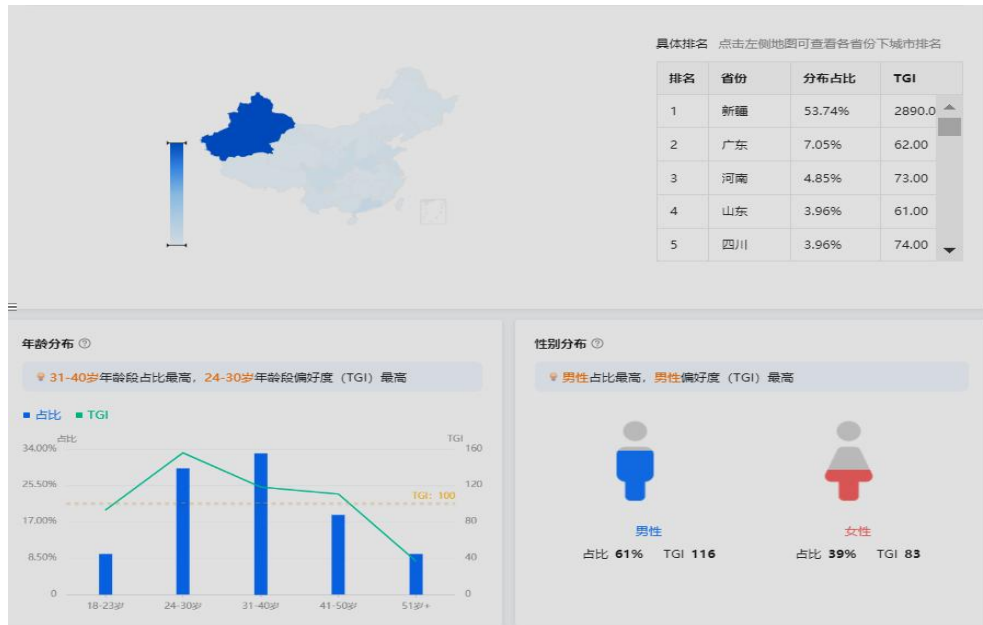 具体排名 点击左侧地图可查看各省份下城市排名
排名 省份 分布占比 TGI
1 新疆 53.74% 2890.0
2 广东 7.05% 62.00
3 河南 4.85% 73.00
4 山东 3.96% 61.00
5 四川 3.96% 74.00
年龄分布
31-40岁年龄段占比最高，24-30岁年龄段偏好度（TGI）最高
占比 TGI
占比 TGI
34.00% 160
25.50% 120
TGI: 100
17.00% 80
8.50% 40
0 0
18-23岁 24-30岁 31-40岁 41-50岁 51岁+
性别分布
男性占比最高，男性偏好度（TGI）最高
男性 女性
占比 61% TGI 116 占比 39% TGI 83